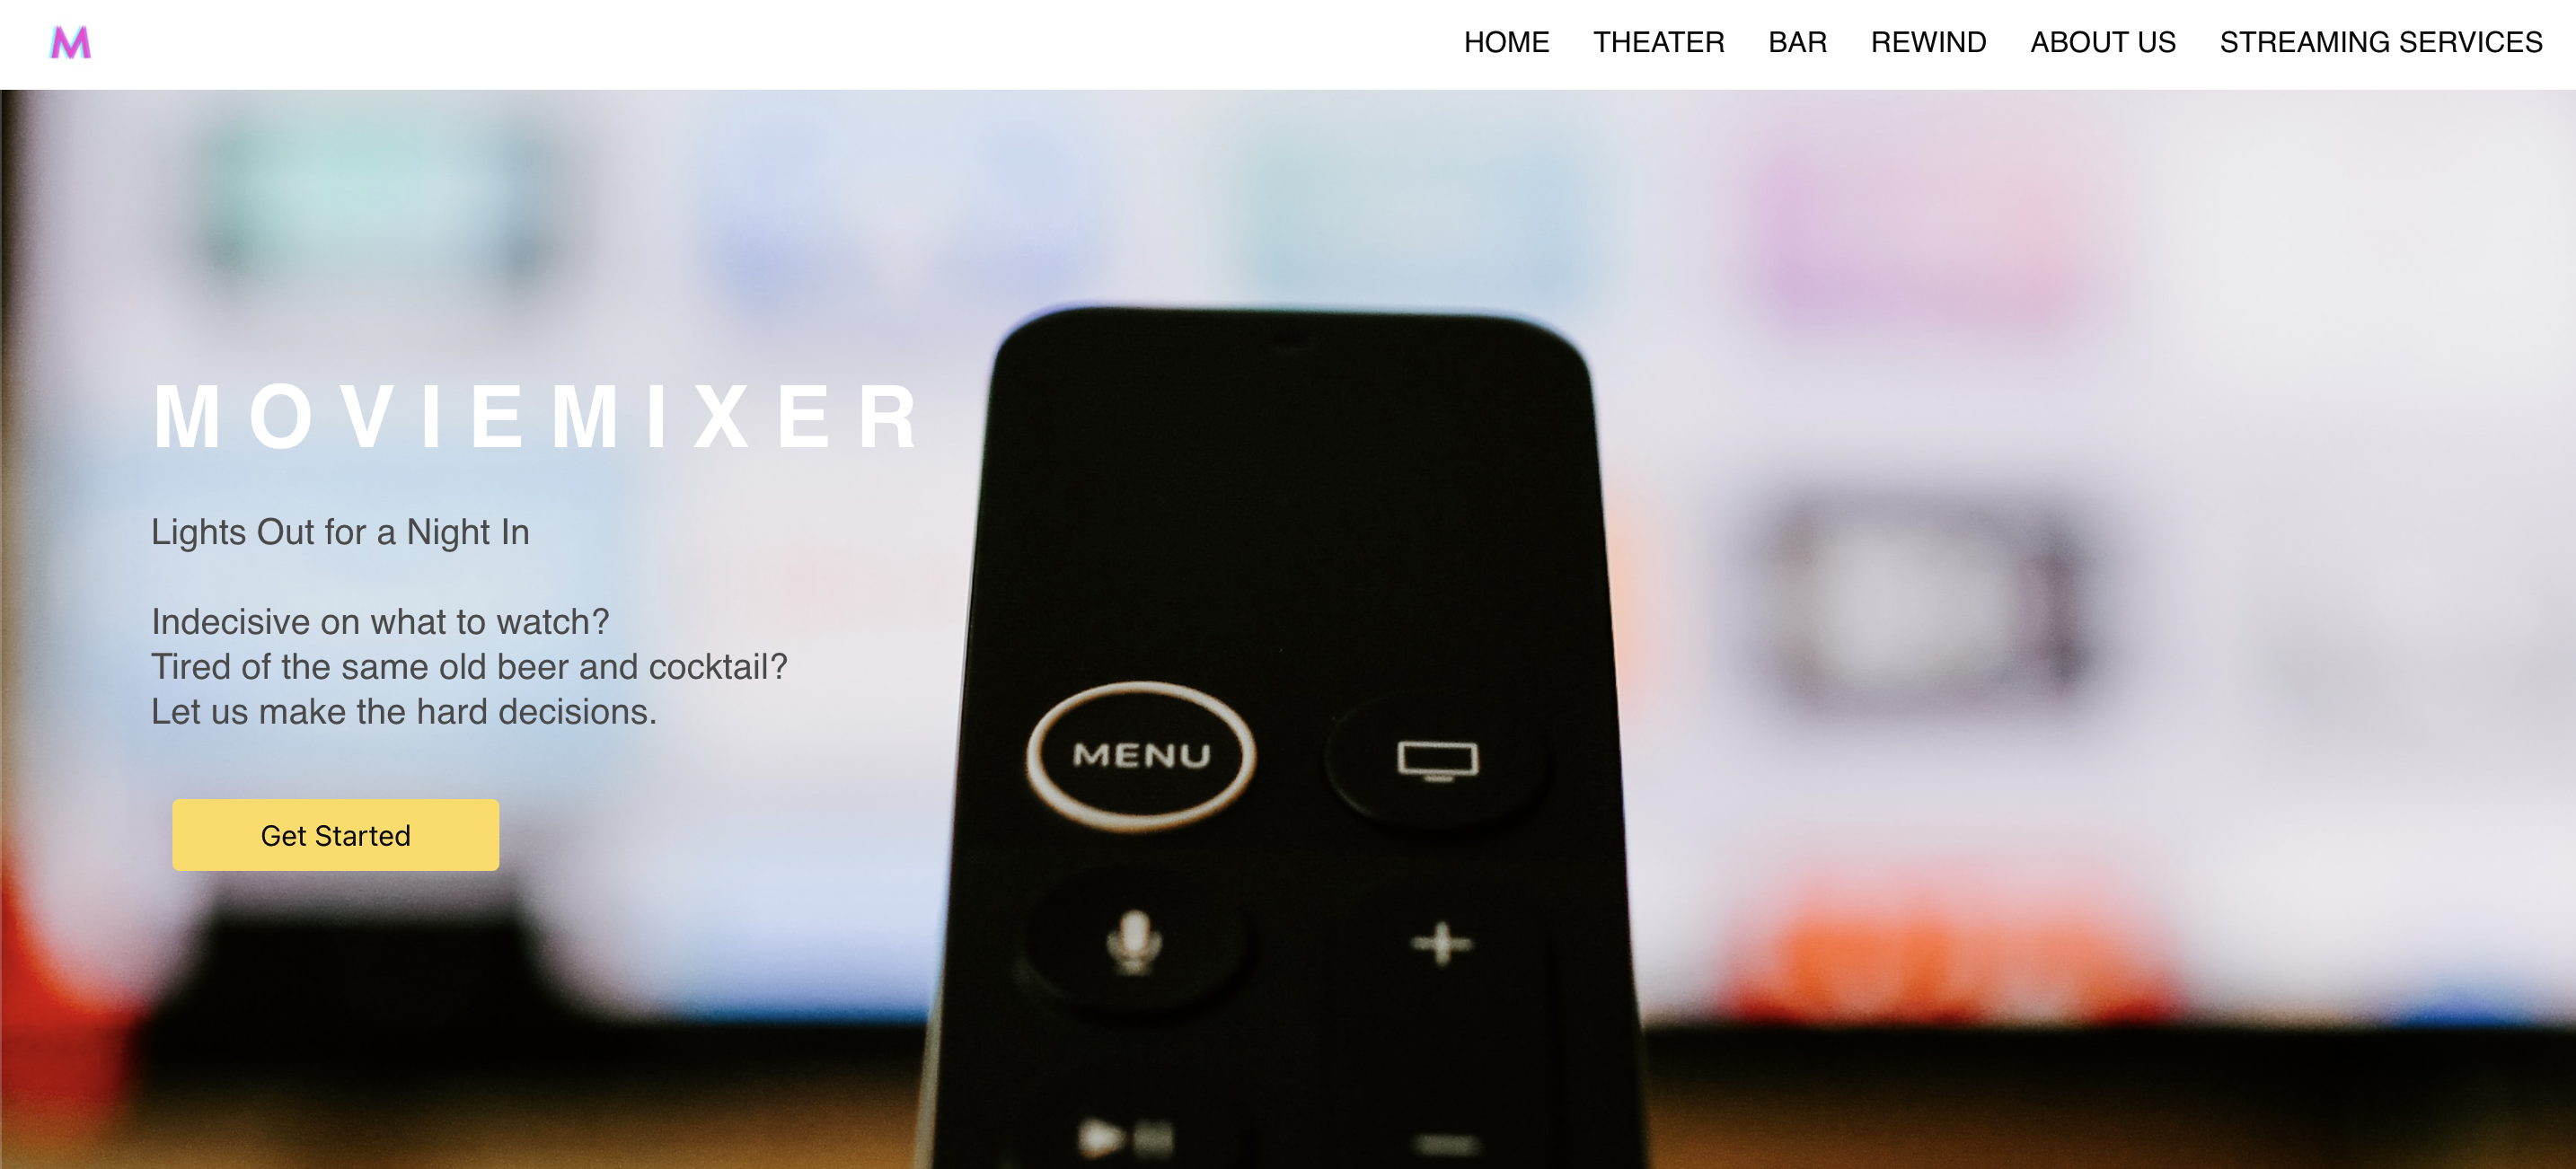 M
HOME THEATER BAR REWIND ABOUT US STREAMING SERVICES
MOVIEMIXER
Lights Out for a Night In
Indecisive on what to watch?
Tired of the same old beer and cocktail?
Let us make the hard decisions.
Get Started
MENU